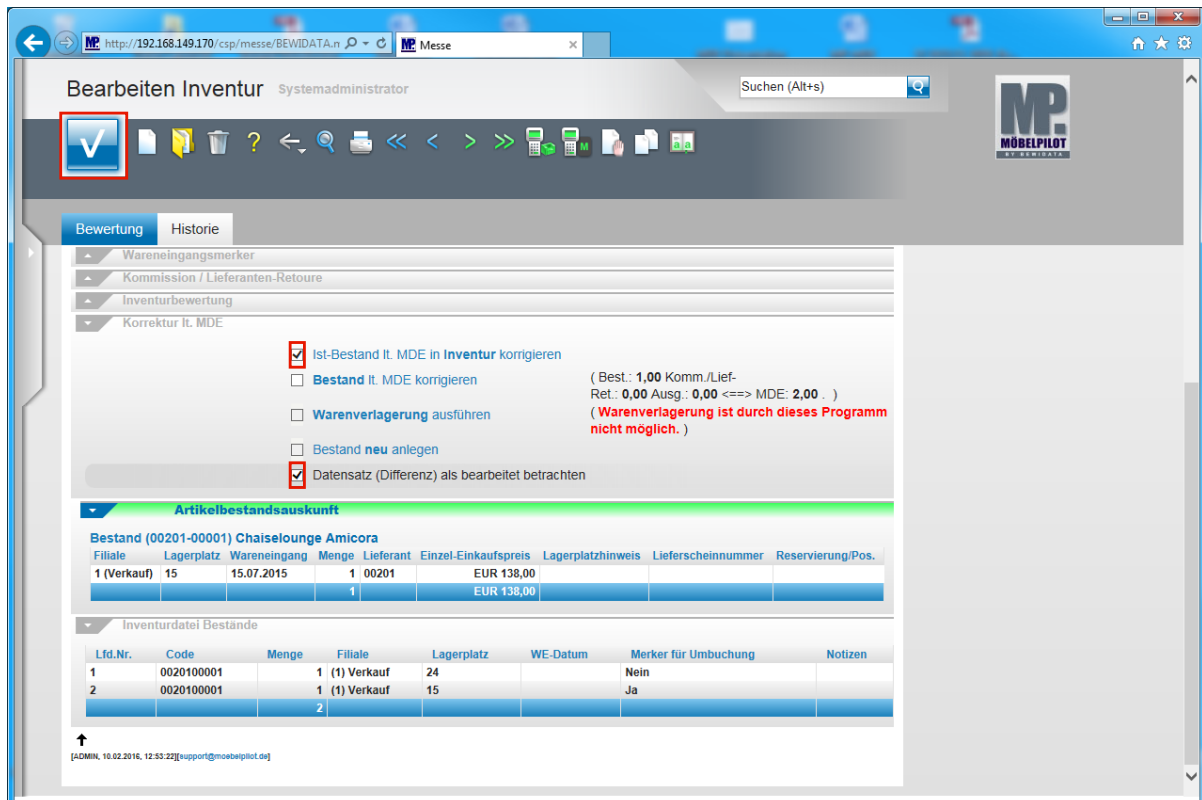 http://192.168.149.170/csp/messe/BEWIDATA.n
Messe
Bearbeiten Inventur Systemadministrator
Suchen (Alt+s)
MP.
MÖBELPILOT
BY BEWIDATA
Bewertung Historie
Wareneingangsmerker
Kommission / Lieferanten-Retoure
Inventurbewertung
Korrektur lt. MDE
Ist-Bestand lt. MDE in Inventur korrigieren
Bestand lt. MDE korrigieren
( Best.: 1,00 Komm./Lief-
Ret.: 0,00 Ausg.: 0,00 <==> MDE: 2,00 . )
Warenverlagerung ausführen
( Warenverlagerung ist durch dieses Programm
nicht möglich. )
Bestand neu anlegen
Datensatz (Differenz) als bearbeitet betrachten
Artikelbestandsauskunft
Bestand (00201-00001) Chaiselounge Amicora
Filiale Lagerplatz Wareneingang Menge Lieferant Einzel-Einkaufspreis Lagerplatzhinweis Lieferscheinnummer Reservierung/Pos.
1 (Verkauf) 15 15.07.2015 1 00201 EUR 138,00
1 EUR 138,00
Inventurdatei Bestände
Lfd.Nr. Code Menge Filiale Lagerplatz WE-Datum Merker für Umbuchung Notizen
1 0020100001 1 (1) Verkauf 24 Nein
2 0020100001 1 (1) Verkauf 15 Ja
2
[ADMIN, 10.02.2016, 12:53:22][support@moebelpilot.de]